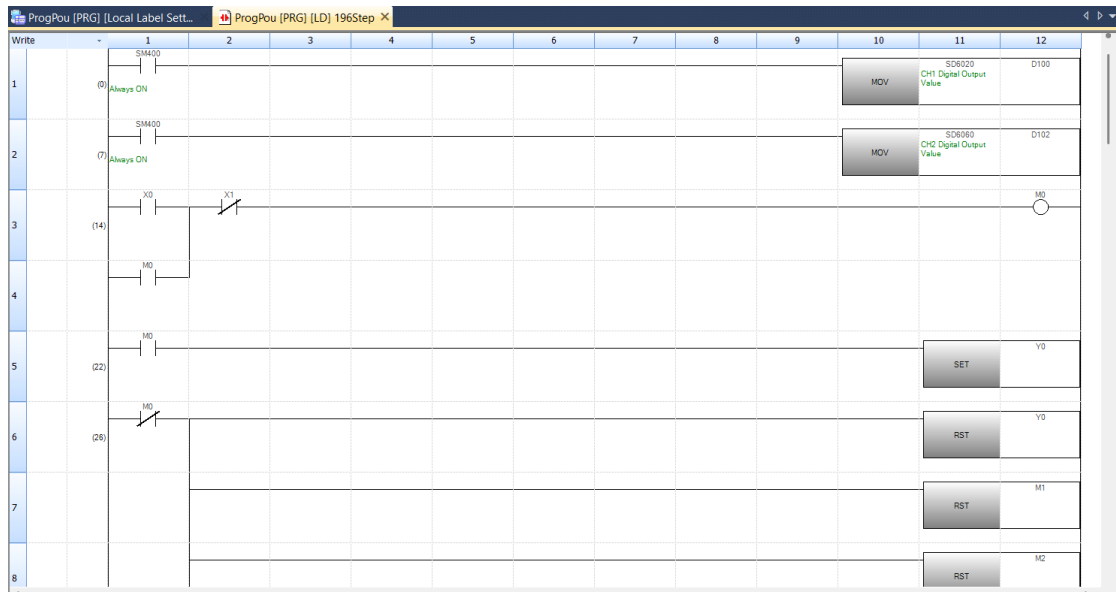 ProgPou [PRG] [Local Label Sett...
ProgPou [PRG] [LD] 196Step
Write 1 2 3 4 5 6 7 8 9 10 11 12
1 (0) SM400 Always ON MOV SD6020 CH1 Digital Output Value D100
2 (7) SM400 Always ON MOV SD6060 CH2 Digital Output Value D102
3 (14) X0 X1 M0
4 M0
5 (22) M0 SET Y0
6 (26) M0 RST Y0
7 RST M1
8 RST M2